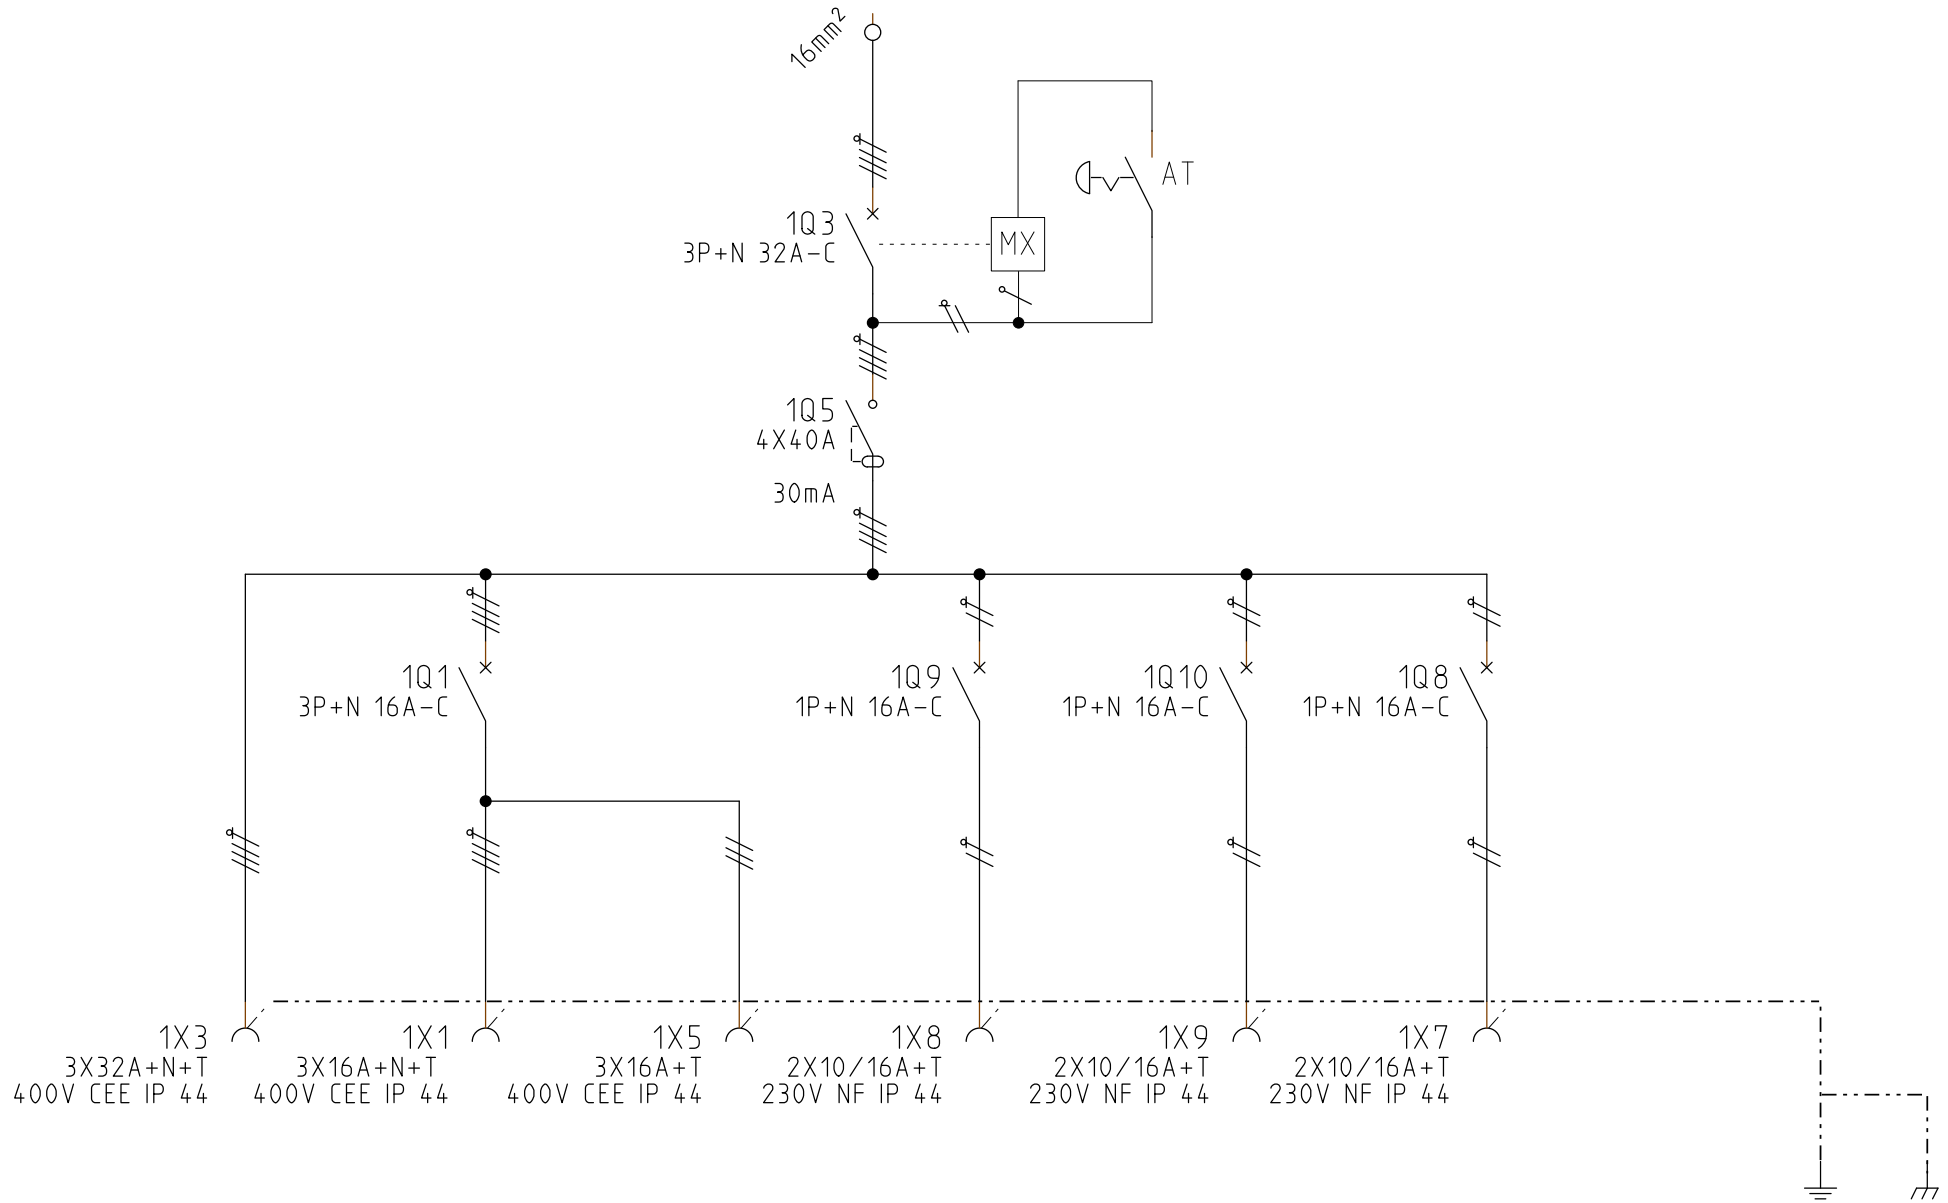 16mm²
AT
1Q3
3P+N 32A-C
MX
1Q5
4X40A
30mA
1Q1
3P+N 16A-C
1Q9
1P+N 16A-C
1Q10
1P+N 16A-C
1Q8
1P+N 16A-C
1X3
3X32A+N+T
400V CEE IP 44
1X1
3X16A+N+T
400V CEE IP 44
1X5
3X16A+T
400V CEE IP 44
1X8
2X10/16A+T
230V NF IP 44
1X9
2X10/16A+T
230V NF IP 44
1X7
2X10/16A+T
230V NF IP 44